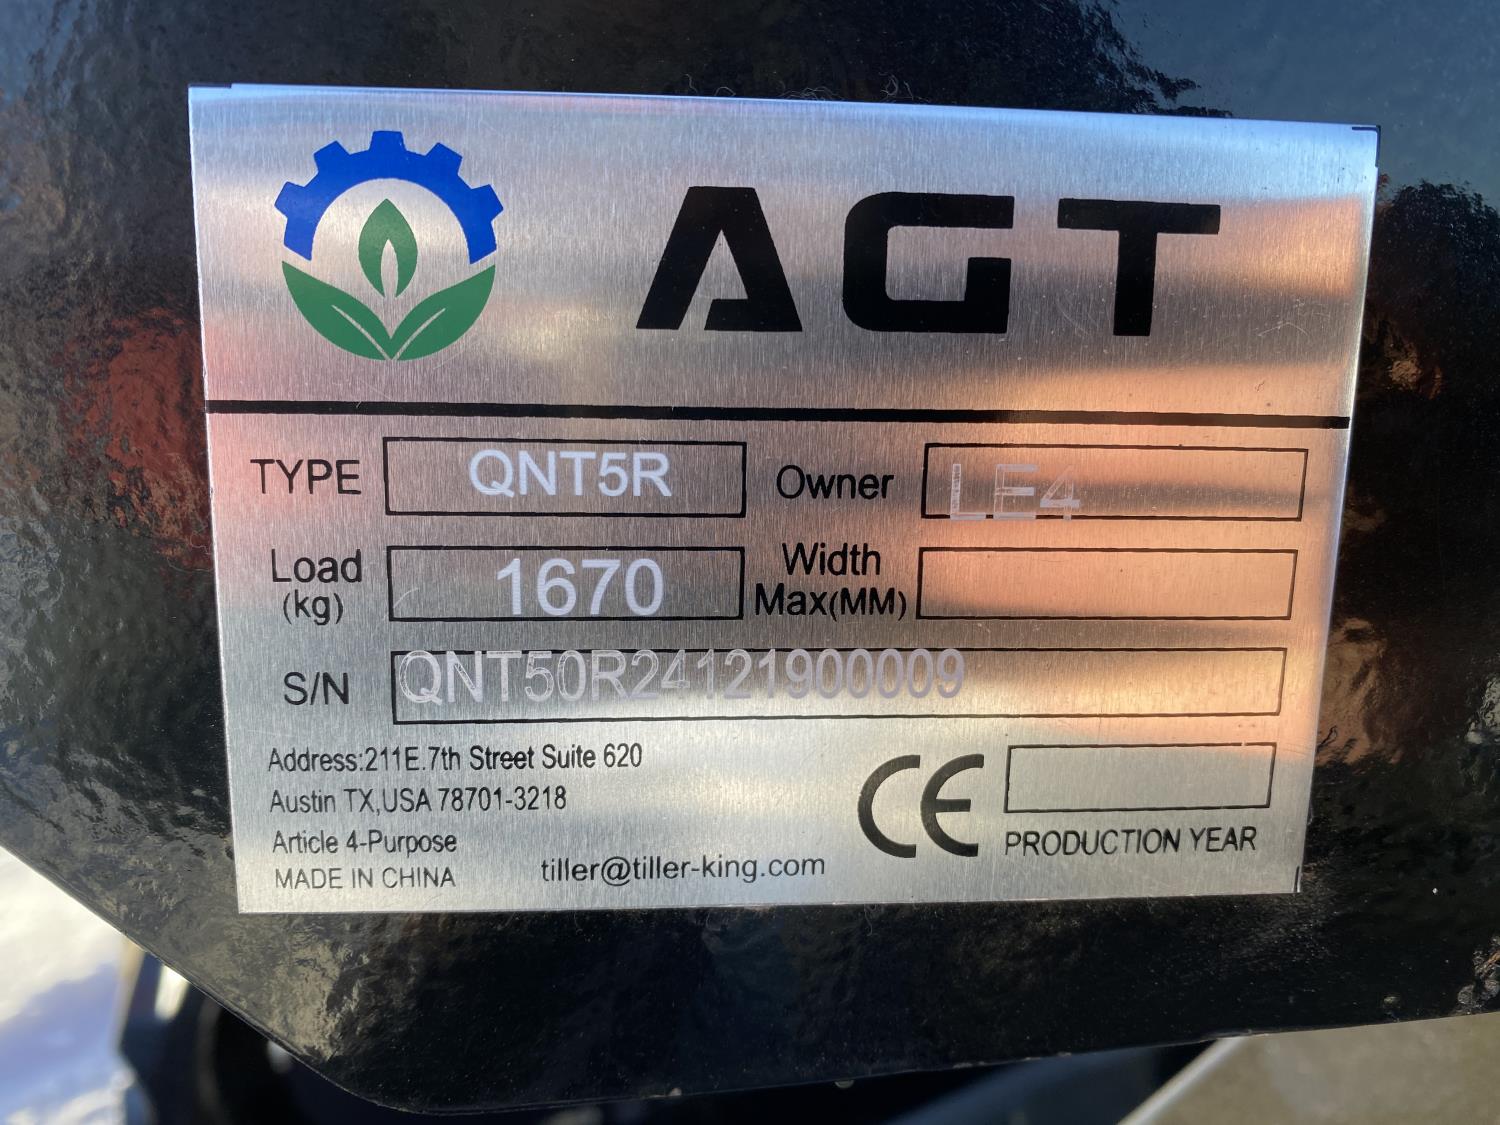 AGT
TYPE QNT5R Owner LE4
Load (kg) 1670 Width Max(MM)
S/N QNT50R24121900009
Address:211E.7th Street Suite 620
Austin TX,USA 78701-3218
Article 4-Purpose
MADE IN CHINA
tiller@tiller-king.com
CE
PRODUCTION YEAR